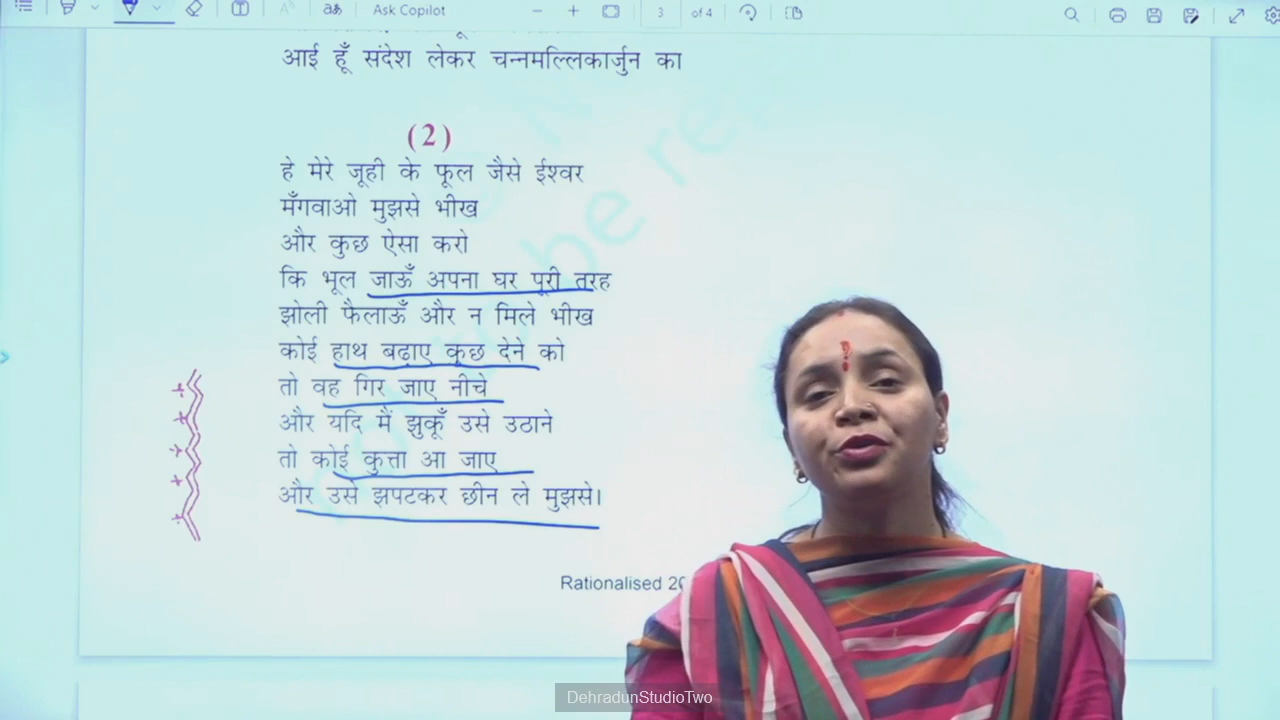 Ask Copilot
3
of 4
आई हूँ संदेश लेकर चन्नमल्लिकार्जुन का
(2)
हे मेरे जूही के फूल जैसे ईश्वर
मँगवाओ मुझसे भीख
और कुछ ऐसा करो
कि भूल जाऊँ अपना घर पूरी तरह
झोली फैलाऊँ और न मिले भीख
कोई हाथ बढ़ाए कुछ देने को
तो वह गिर जाए नीचे
और यदि मैं झुकूँ उसे उठाने
तो कोई कुत्ता आ जाए
और उसे झपटकर छीन ले मुझसे।
Rationalised
DehradunStudioTwo